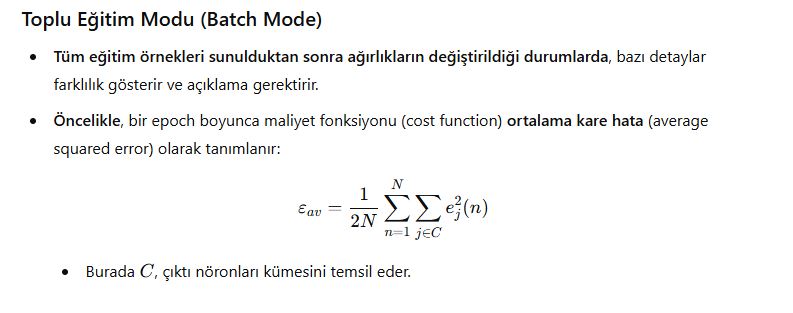 Toplu Eğitim Modu (Batch Mode)
• Tüm eğitim örnekleri sunulduktan sonra ağırlıkların değiştirildiği durumlarda, bazı detaylar
farklılık gösterir ve açıklama gerektirir.
• Öncelikle, bir epoch boyunca maliyet fonksiyonu (cost function) ortalama kare hata (average
squared error) olarak tanımlanır:
ε_{av} = \frac{1}{2N} \sum_{n=1}^{N} \sum_{j∈C} e_j^2(n)
• Burada C, çıktı nöronları kümesini temsil eder.